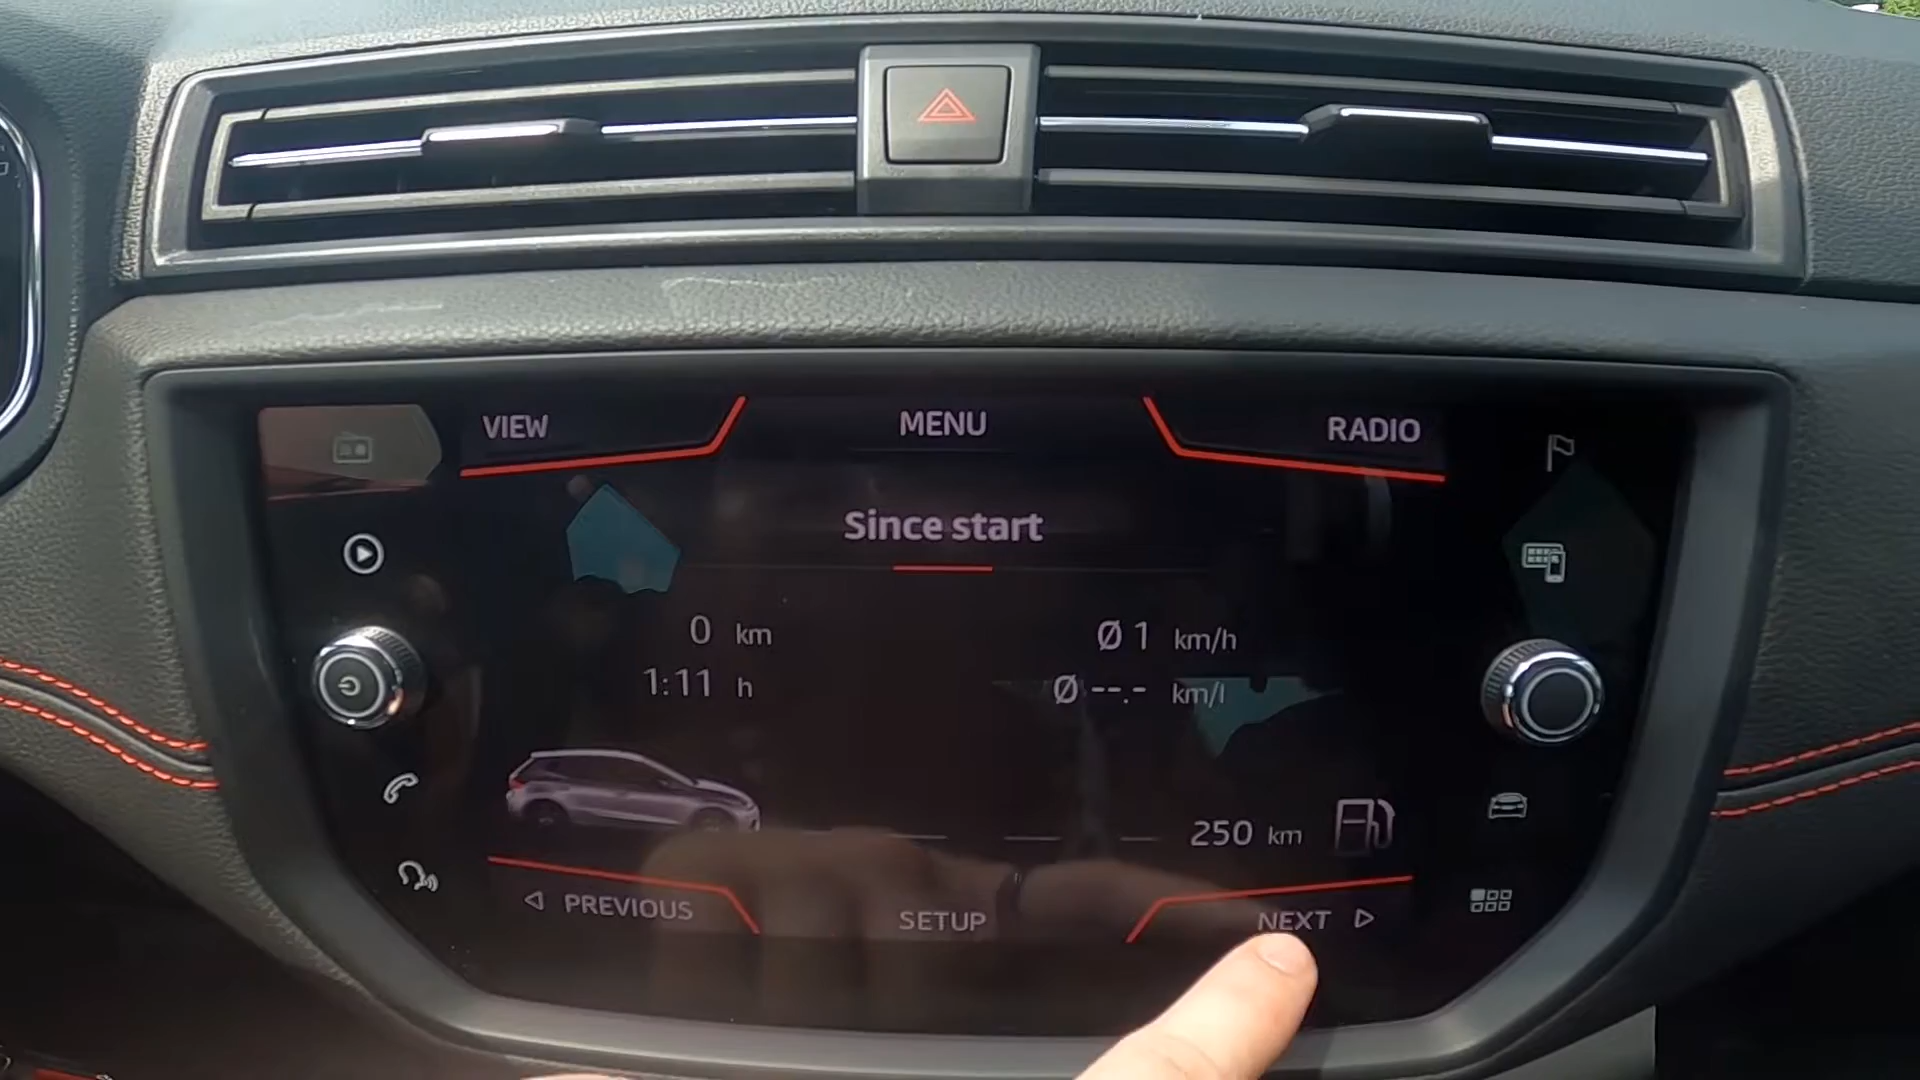 VIEW
MENU
RADIO
Since start
0 km
Ø 1 km/h
1:11 h
Ø --.- km/l
250 km
PREVIOUS
SETUP
NEXT